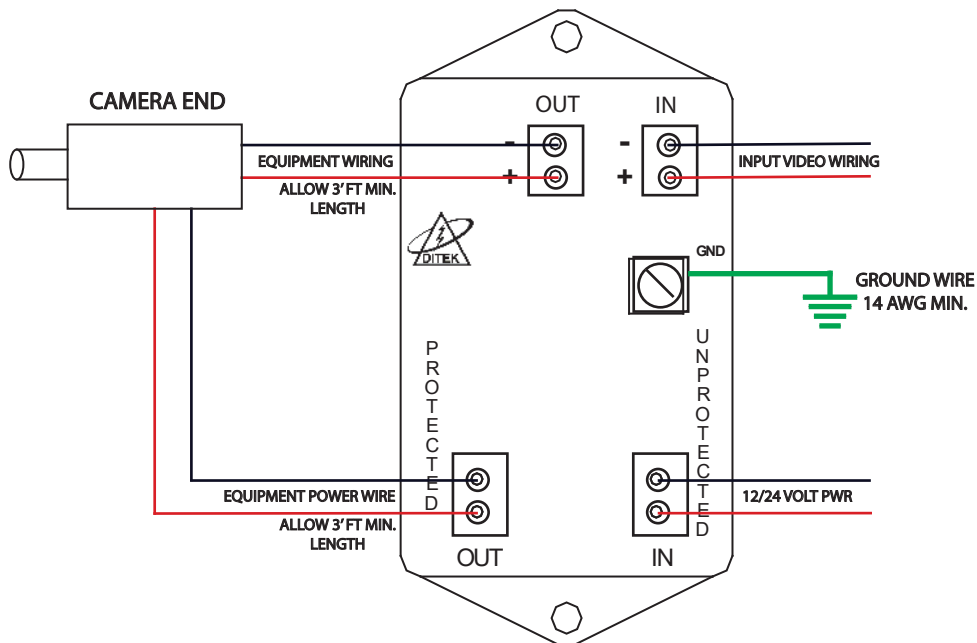 CAMERA END
OUT
IN
-
-
EQUIPMENT WIRING
INPUT VIDEO WIRING
+
+
ALLOW 3' FT MIN.
LENGTH
DITEK
GND
GROUND WIRE
14 AWG MIN.
PROTECTED
UNPROTECTED
EQUIPMENT POWER WIRE
12/24 VOLT PWR
ALLOW 3' FT MIN.
LENGTH
OUT
IN